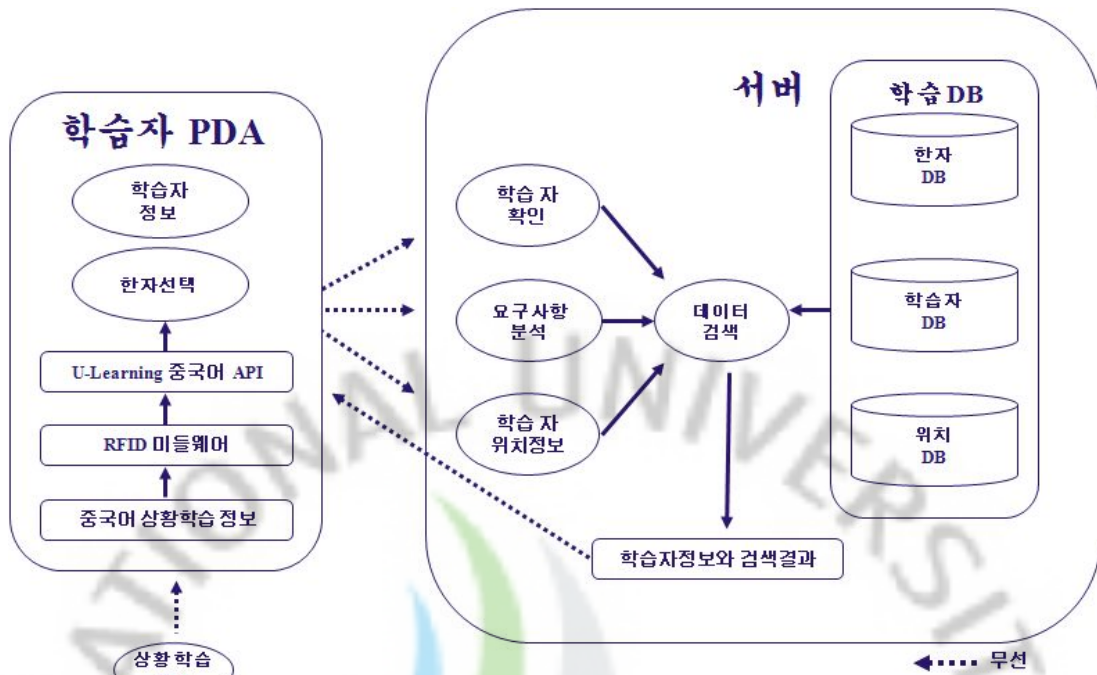 학습자 PDA
학습자
정보
한자선택
U-Learning 중국어 API
RFID 미들웨어
중국어 상황학습 정보
상황 학습
서버
학습 자
확인
요구사항
분석
학습 자
위치정보
데이터
검색
학습자정보와 검색결과
학습 DB
한자
DB
학습자
DB
위치
DB
무선
ATIONAL UNIVERSIT